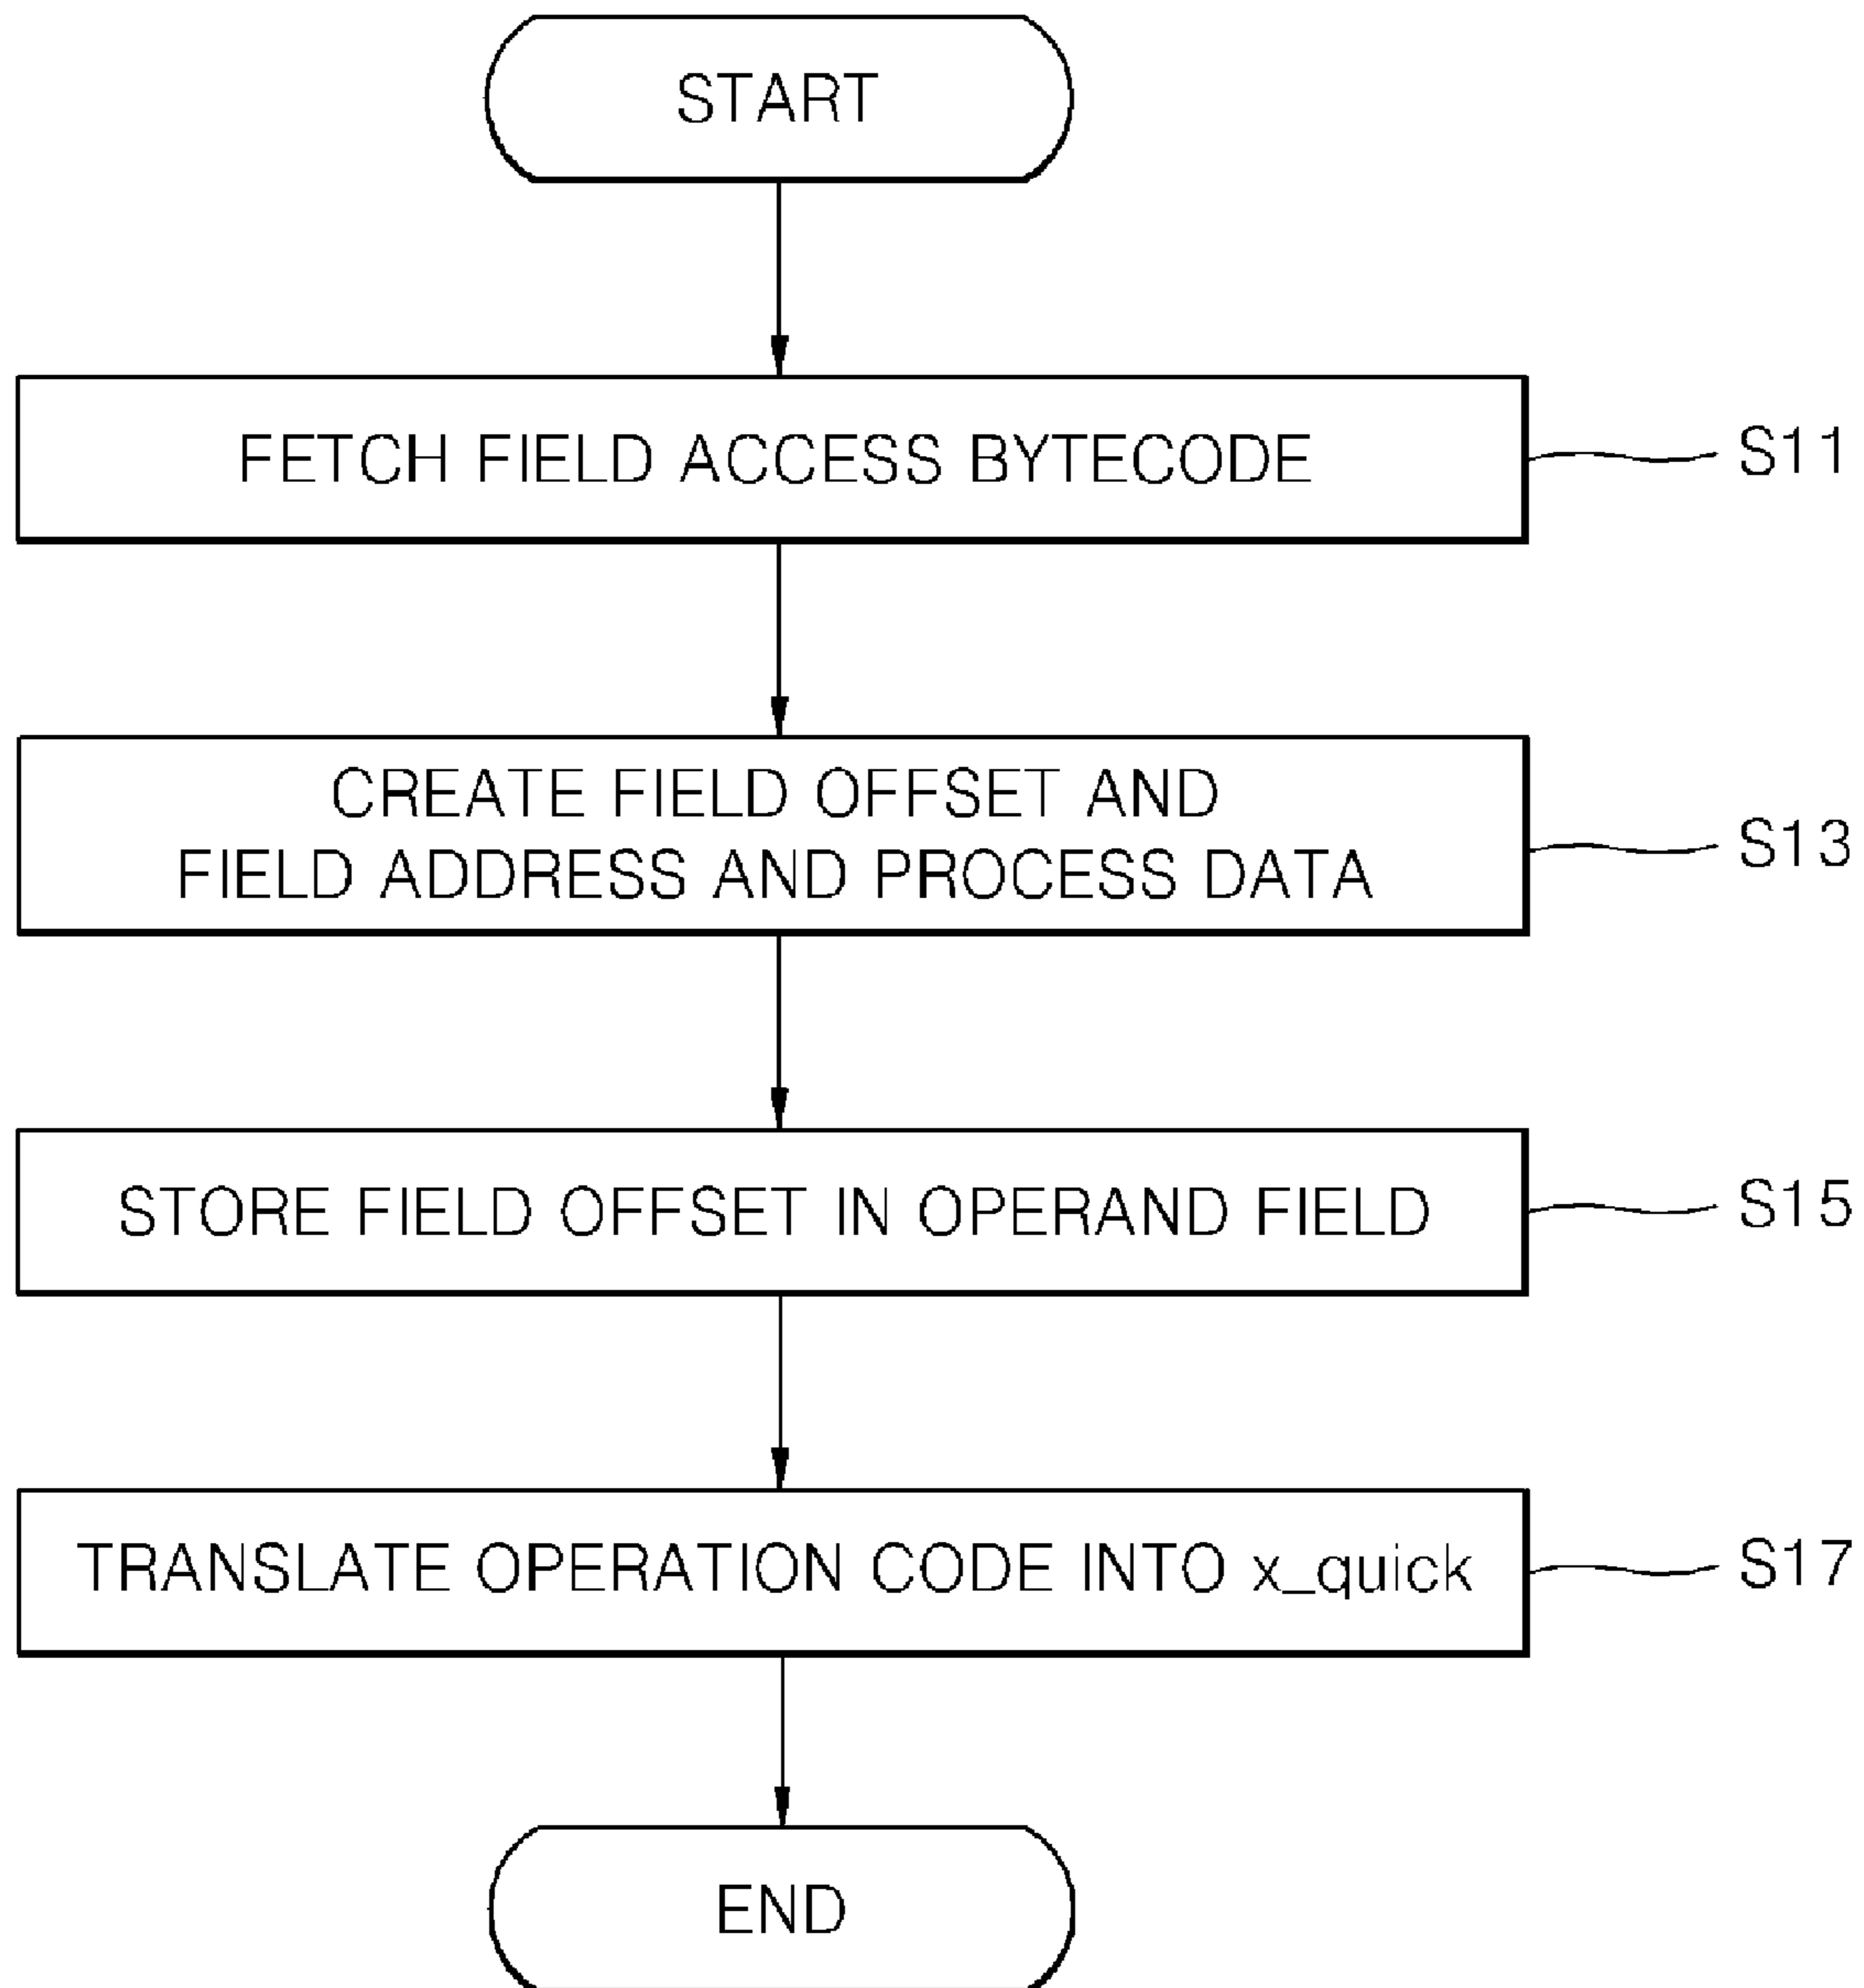 START
FETCH FIELD ACCESS BYTECODE
S11
CREATE FIELD OFFSET AND
FIELD ADDRESS AND PROCESS DATA
S13
STORE FIELD OFFSET IN OPERAND FIELD
S15
TRANSLATE OPERATION CODE INTO x_quick
S17
END